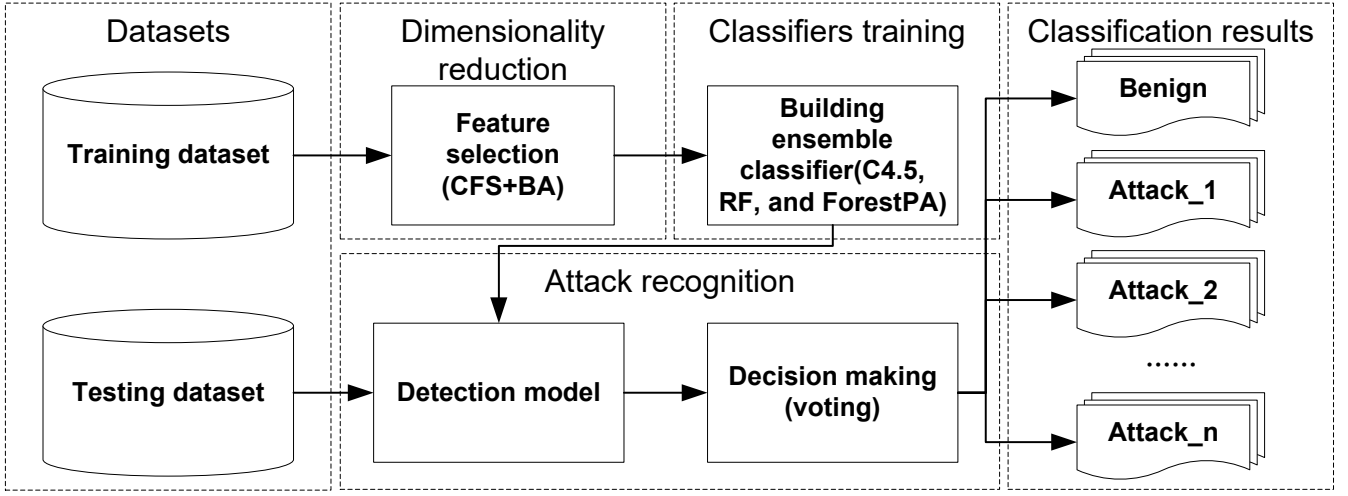 Datasets
Training dataset
Testing dataset
Dimensionality
reduction
Feature
selection
(CFS+BA)
Classifiers training
Building
ensemble
classifier(C4.5,
RF, and ForestPA)
Attack recognition
Detection model
Decision making
(voting)
Classification results
Benign
Attack_1
Attack_2
......
Attack_n